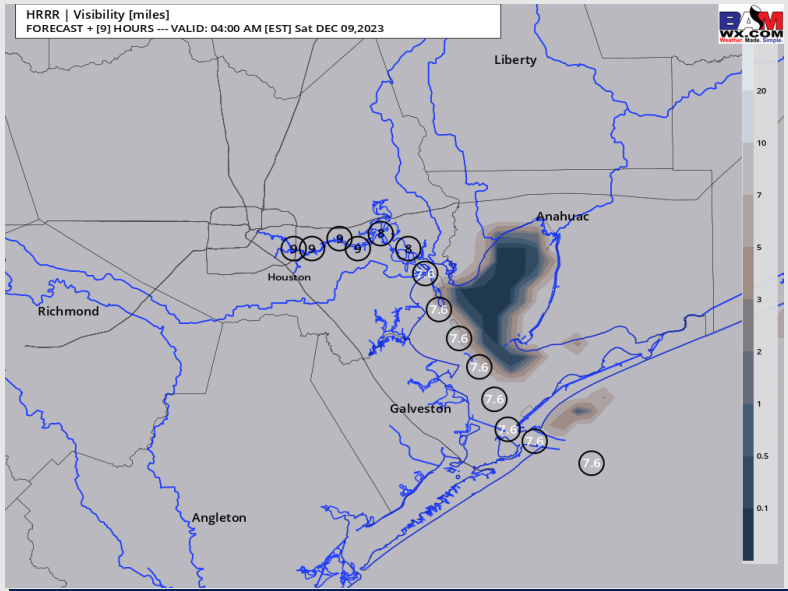 HRRR | Visibility [miles]
FORECAST + [9] HOURS --- VALID: 04:00 AM [EST] Sat DEC 09,2023
BAM
WX.COM
Weather. Made. Simple.
Liberty
20
10
7
Anahuac
9 9 9 9 8 8
5
Houston
7.6
3
Richmond
7.6
7.6
2
7.6
7.6
1
Galveston
7.6
7.6
0.5
7.6
0.1
Angleton